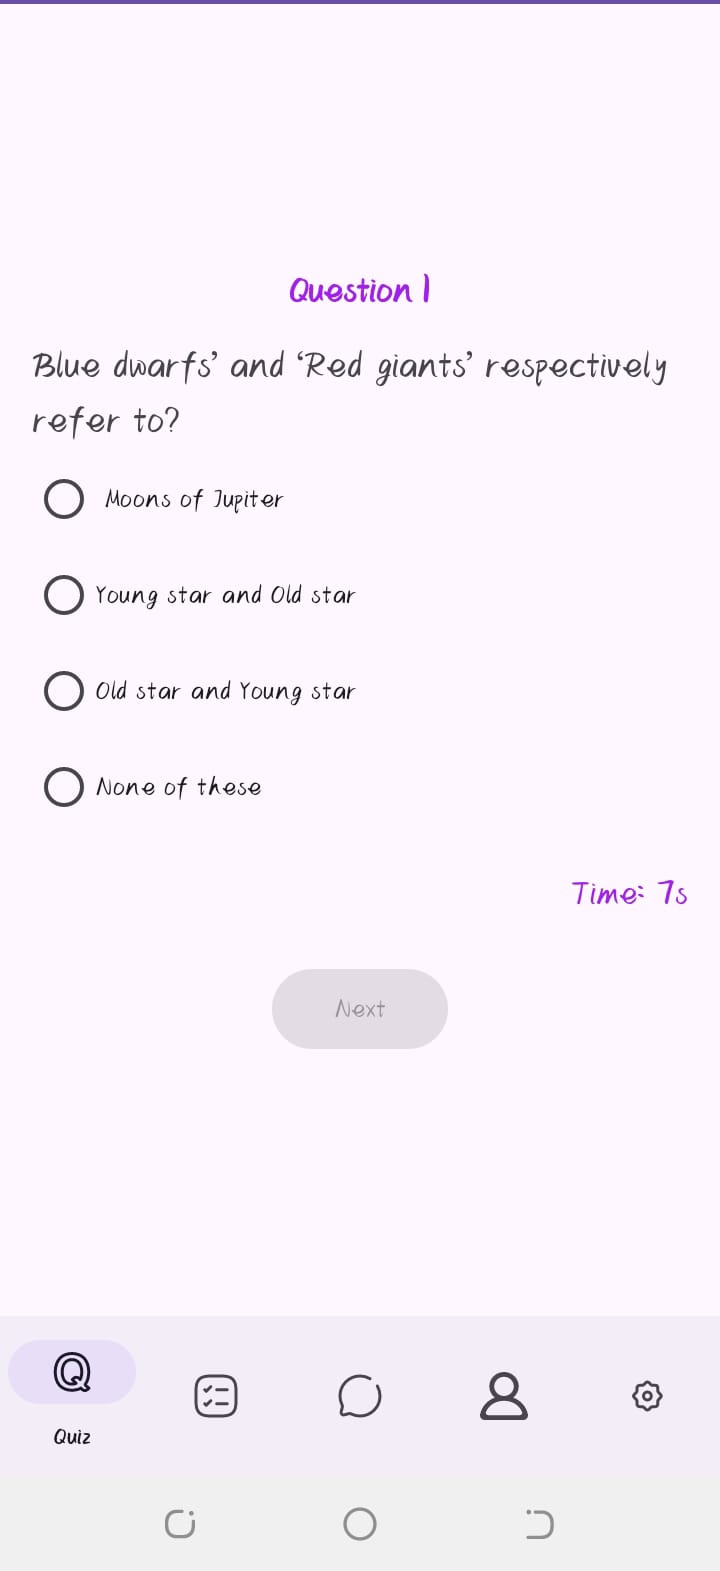 Question 1
Blue dwarfs’ and ‘Red giants’ respectively
refer to?
Moons of Jupiter
Young star and Old star
Old star and Young star
None of these
Time: 7s
Next
Quiz